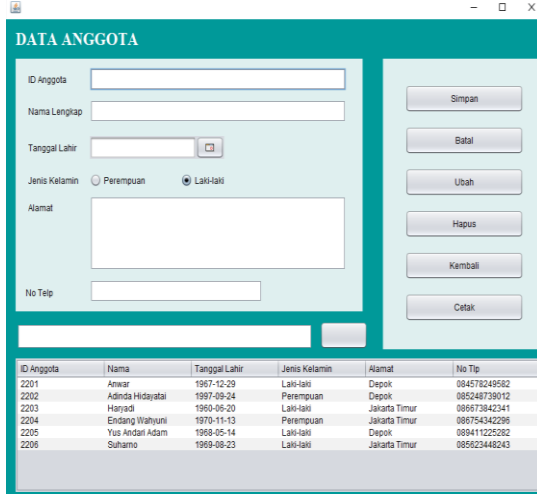 DATA ANGGOTA
ID Anggota
Nama Lengkap
Tanggal Lahir
Jenis Kelamin Perempuan Laki-laki
Alamat
No Telp
Simpan
Batal
Ubah
Hapus
Kembali
Cetak
ID Anggota Nama Tanggal Lahir Jenis Kelamin Alamat No Tlp
2201 Anwar 1967-12-29 Laki-laki Depok 084578249582
2202 Adinda Hidayatai 1997-09-24 Perempuan Depok 085248739012
2203 Haryadi 1960-06-20 Laki-laki Jakarta Timur 086673842341
2204 Endang Wahyuni 1970-11-13 Perempuan Jakarta Timur 086754342296
2205 Yus Andari Adam 1968-05-14 Laki-laki Depok 089411225282
2206 Suharno 1969-08-23 Laki-laki Jakarta Timur 085623448243